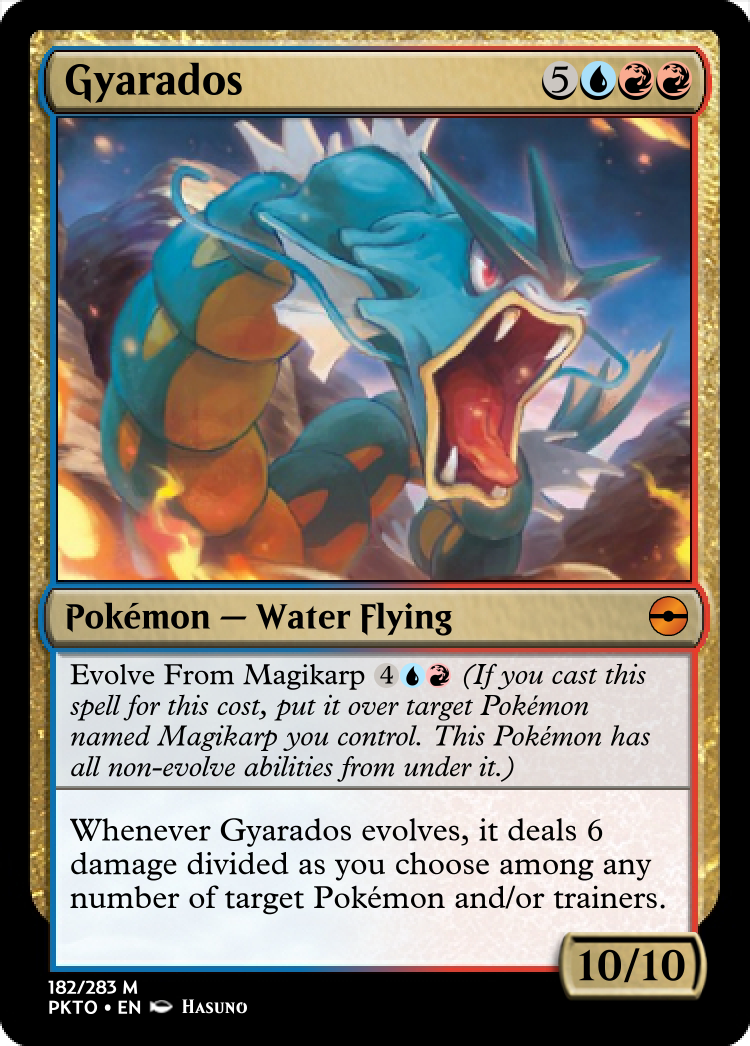 Gyarados 5
Pokémon — Water Flying
Evolve From Magikarp 4 (If you cast this
spell for this cost, put it over target Pokémon
named Magikarp you control. This Pokémon has
all non-evolve abilities from under it.)
Whenever Gyarados evolves, it deals 6
damage divided as you choose among any
number of target Pokémon and/or trainers.
10/10
182/283 M
PKTO • EN Hasuno